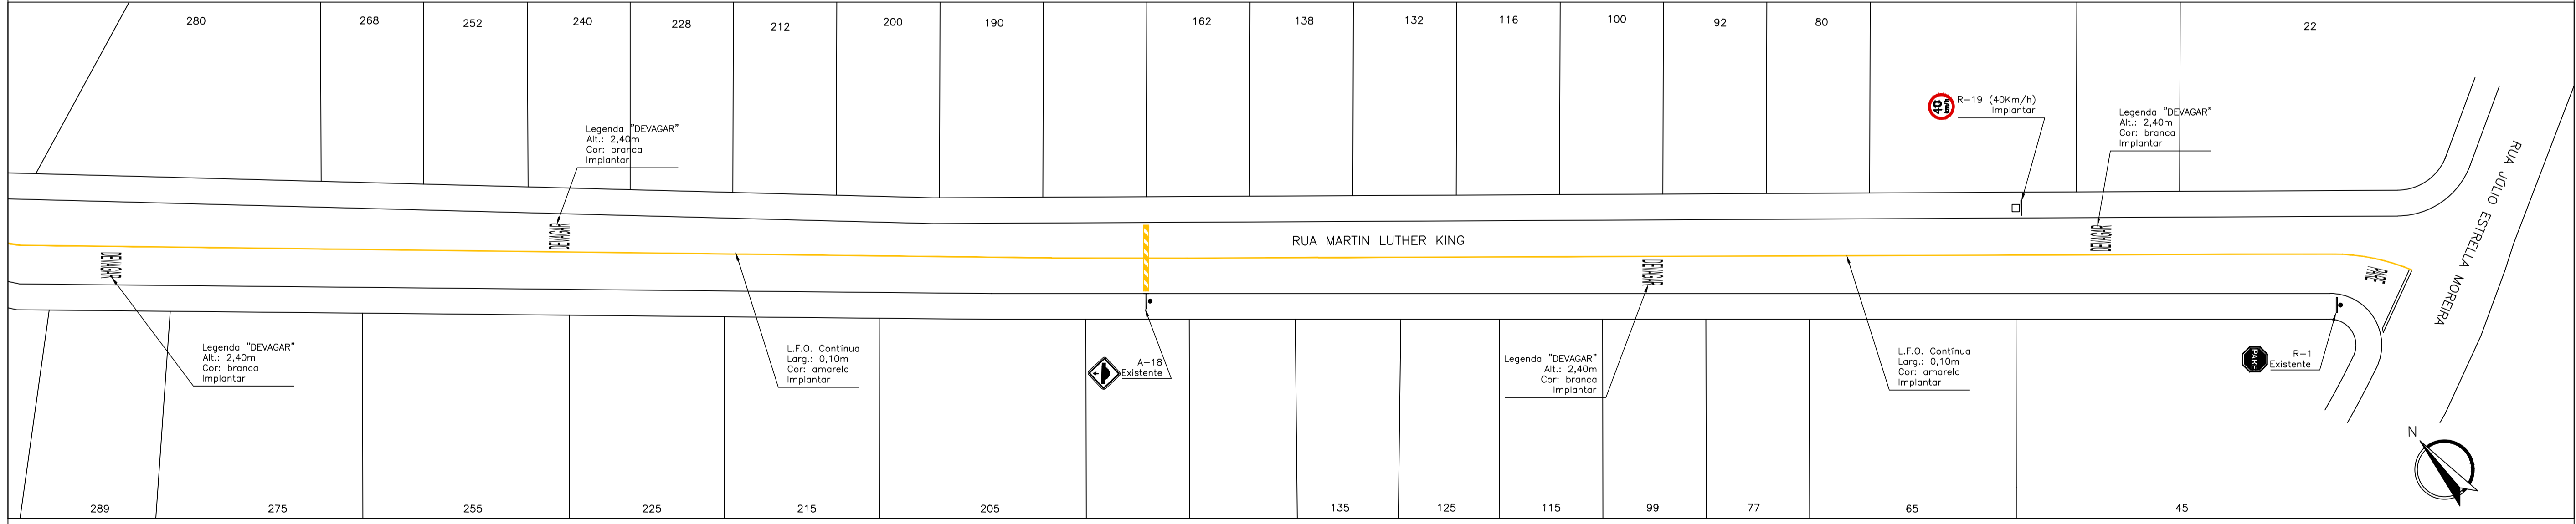 280
268
252
240
228
212
200
190
162
138
132
116
100
92
80
22
Legenda "DEVAGAR"
Alt.: 2,40m
Cor: branca
Implantar
40
km/h
R-19 (40Km/h)
Implantar
Legenda "DEVAGAR"
Alt.: 2,40m
Cor: branca
Implantar
RUA JÚLIO ESTRELLA MOREIRA
DEVAGAR
DEVAGAR
RUA MARTIN LUTHER KING
DEVAGAR
DEVAGAR
PARE
Legenda "DEVAGAR"
Alt.: 2,40m
Cor: branca
Implantar
L.F.O. Contínua
Larg.: 0,10m
Cor: amarela
Implantar
A-18
Existente
Legenda "DEVAGAR"
Alt.: 2,40m
Cor: branca
Implantar
L.F.O. Contínua
Larg.: 0,10m
Cor: amarela
Implantar
PARE
R-1
Existente
N
289
275
255
225
215
205
135
125
115
99
77
65
45